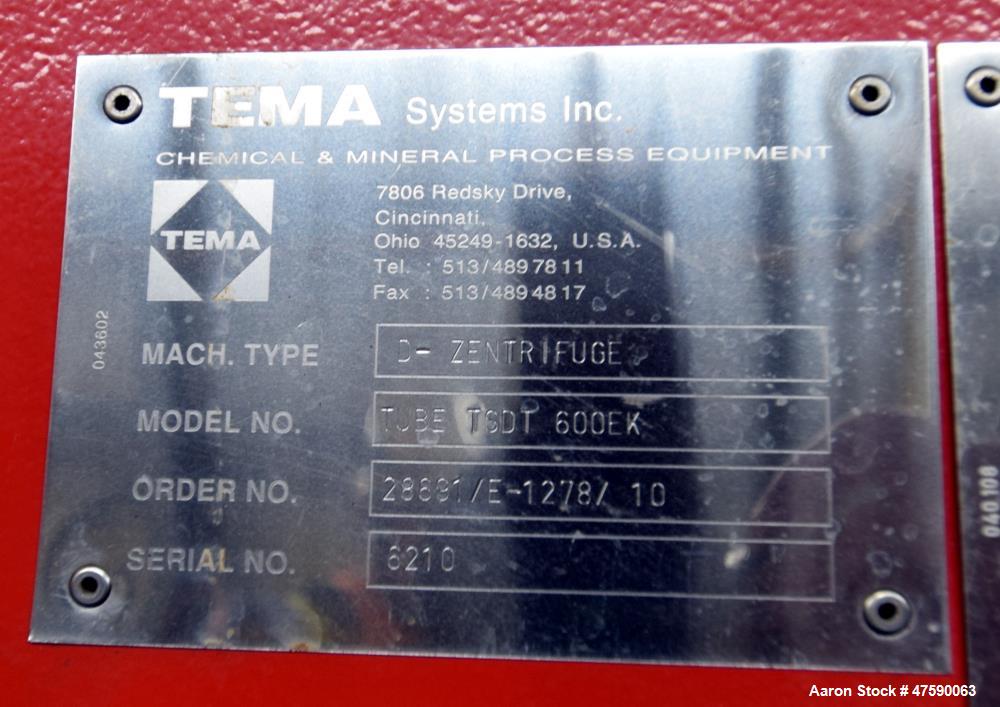 TEMA Systems Inc.
CHEMICAL & MINERAL PROCESS EQUIPMENT
TEMA
7806 Redsky Drive,
Cincinnati,
Ohio 45249-1632, U.S.A.
Tel. : 513/489 78 11
Fax : 513/489 48 17
043602
MACH. TYPE D- ZENTRIFUGE
MODEL NO. TUBE TSDT 600EK
ORDER NO. 28691/E-1278/ 10
SERIAL NO. 6210
040108
Aaron Stock # 47590063